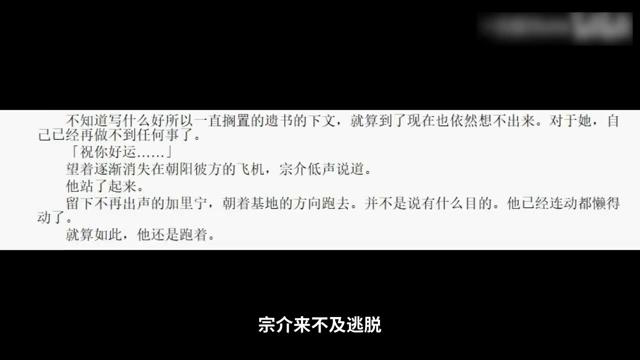 不知道写什么好所以一直搁置的遗书的下文，就算到了现在也依然想不出来。对于她，自
己已经再做不到任何事了。
「祝你好运……」
望着逐渐消失在朝阳彼方的飞机，宗介低声说道。
他站了起来。
留下不再出声的加里宁，朝着基地的方向跑去。并不是说有什么目的。他已经连动都懒得
动了。
就算如此，他还是跑着。
宗介来不及逃脱